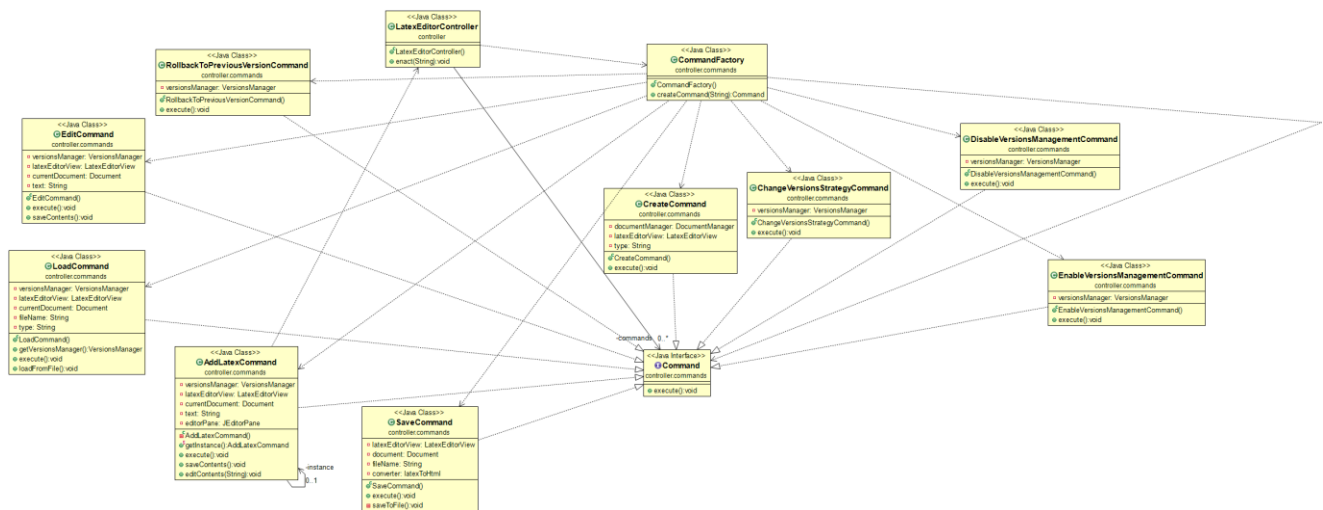 <<Java Class>>
LatexEditorController
controller
LatexEditorController()
enact(String):void
<<Java Class>>
CommandFactory
controller.commands
CommandFactory()
createCommand(String):Command
<<Java Class>>
RollbackToPreviousVersionCommand
controller.commands
versionsManager: VersionsManager
RollbackToPreviousVersionCommand()
execute():void
<<Java Class>>
EditCommand
controller.commands
versionsManager: VersionsManager
latexEditorView: LatexEditorView
currentDocument: Document
text: String
EditCommand()
execute():void
saveContents():void
<<Java Class>>
DisableVersionsManagementCommand
controller.commands
versionsManager: VersionsManager
DisableVersionsManagementCommand()
execute():void
<<Java Class>>
ChangeVersionsStrategyCommand
controller.commands
versionsManager: VersionsManager
ChangeVersionsStrategyCommand()
execute():void
<<Java Class>>
CreateCommand
controller.commands
documentManager: DocumentManager
latexEditorView: LatexEditorView
type: String
CreateCommand()
execute():void
<<Java Class>>
LoadCommand
controller.commands
versionsManager: VersionsManager
latexEditorView: LatexEditorView
currentDocument: Document
fileName: String
type: String
LoadCommand()
getVersionsManager():VersionsManager
execute():void
loadFromFile():void
<<Java Class>>
EnableVersionsManagementCommand
controller.commands
versionsManager: VersionsManager
EnableVersionsManagementCommand()
execute():void
-commands 0..*
<<Java Interface>>
Command
controller.commands
execute():void
<<Java Class>>
AddLatexCommand
controller.commands
versionsManager: VersionsManager
latexEditorView: LatexEditorView
currentDocument: Document
text: String
editorPane: JEditorPane
AddLatexCommand()
getInstance():AddLatexCommand
execute():void
saveContents():void
editContents(String):void
-instance
0..1
<<Java Class>>
SaveCommand
controller.commands
latexEditorView: LatexEditorView
document: Document
fileName: String
converter: latexToHtml
SaveCommand()
execute():void
saveToFile():void